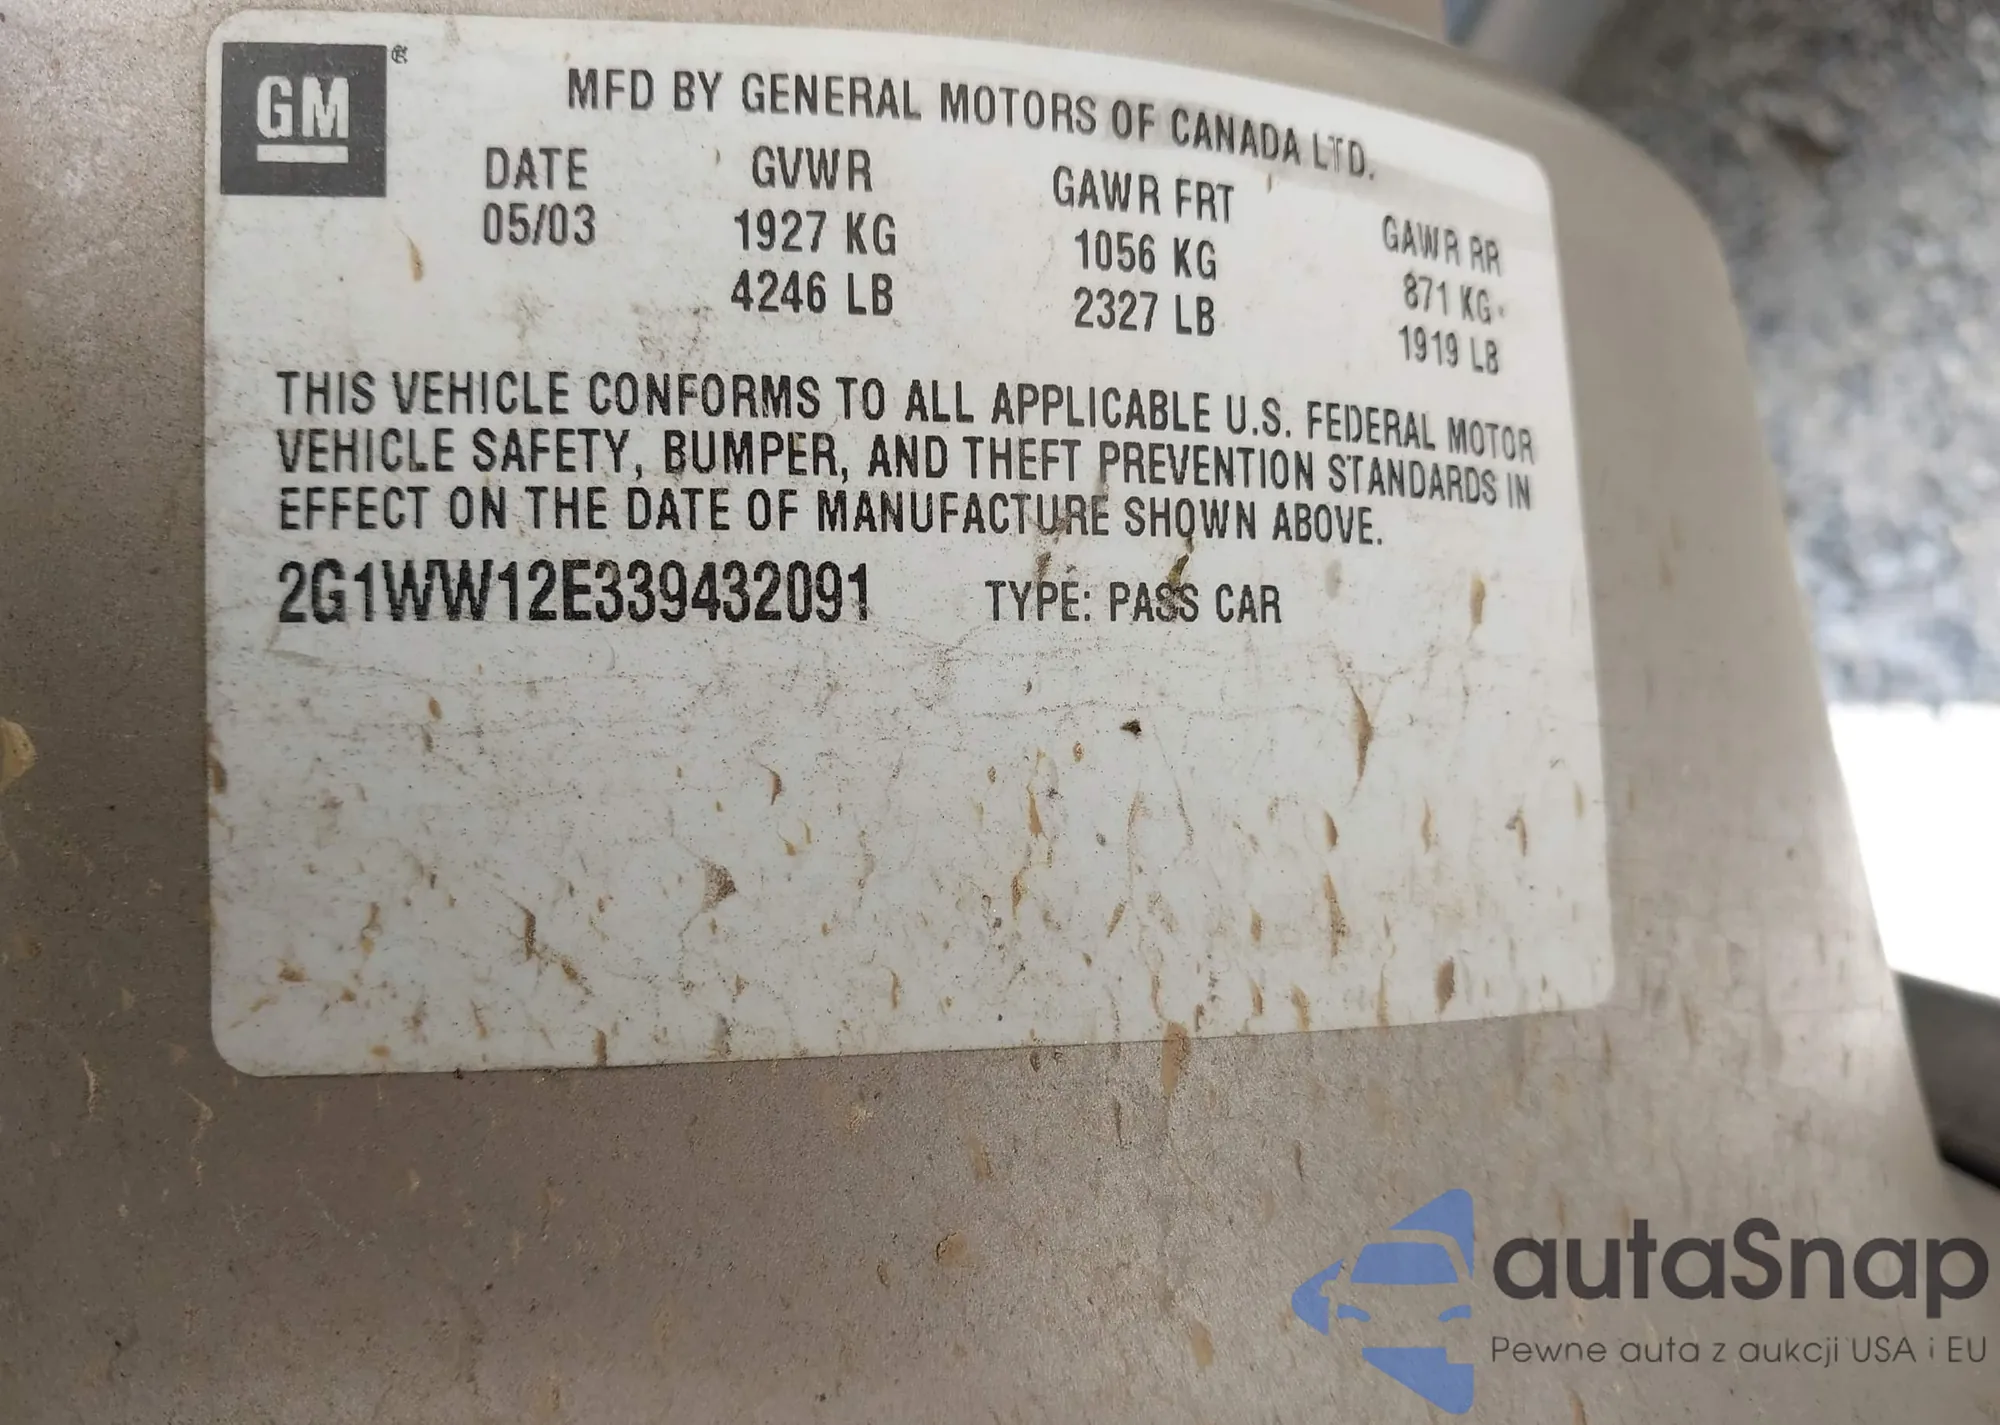 GM ®
MFD BY GENERAL MOTORS OF CANADA LTD.
DATE GVWR GAWR FRT GAWR RR
05/03 1927 KG 1056 KG 871 KG
4246 LB 2327 LB 1919 LB
THIS VEHICLE CONFORMS TO ALL APPLICABLE U.S. FEDERAL MOTOR
VEHICLE SAFETY, BUMPER, AND THEFT PREVENTION STANDARDS IN
EFFECT ON THE DATE OF MANUFACTURE SHOWN ABOVE.
2G1WW12E339432091 TYPE: PASS CAR
autaSnap
Pewne auta z aukcji USA i EU